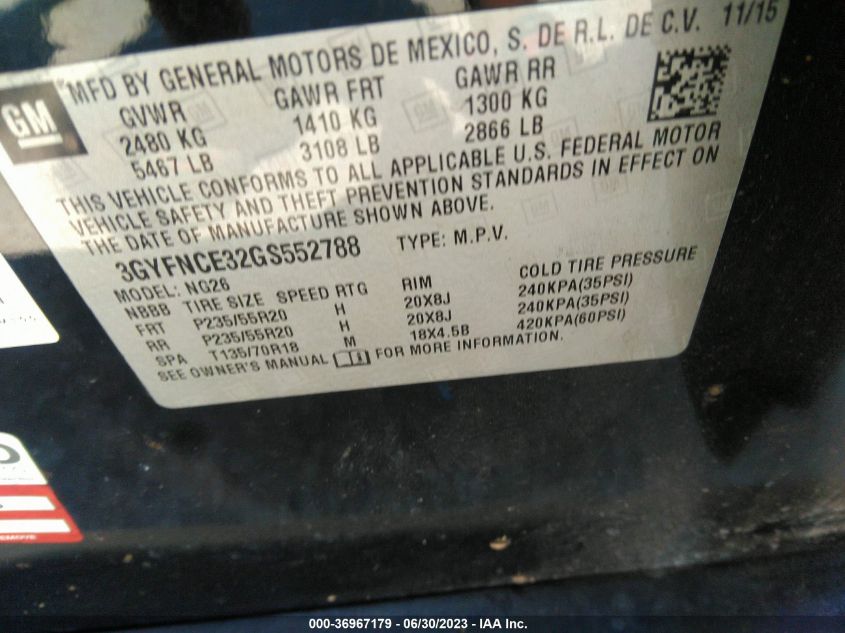 MFD BY GENERAL MOTORS DE MEXICO, S. DE R.L. DE C.V. 11/15
GM
GVWR GAWR FRT GAWR RR
2480 KG 1410 KG 1300 KG
5467 LB 3108 LB 2866 LB
THIS VEHICLE CONFORMS TO ALL APPLICABLE U.S. FEDERAL MOTOR
VEHICLE SAFETY AND THEFT PREVENTION STANDARDS IN EFFECT ON
THE DATE OF MANUFACTURE SHOWN ABOVE.
3GYFNCE32GS552788 TYPE: M.P.V.
MODEL: NG26
NBBB TIRE SIZE SPEED RTG RIM COLD TIRE PRESSURE
FRT P235/55R20 H 20X8J 240KPA(35PSI)
RR P235/55R20 H 20X8J 240KPA(35PSI)
SPA T135/70R18 M 18X4.5B 420KPA(60PSI)
SEE OWNER'S MANUAL FOR MORE INFORMATION.
000-36967179 - 06/30/2023 - IAA Inc.